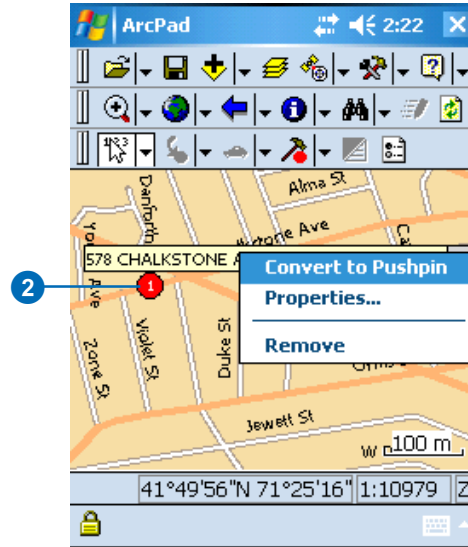 ArcPad 2:22
Alma St
Danforth
Ave
578 CHALKSTONE A
Convert to Pushpin
Properties...
Remove
2
1
Ave
Violet St
Duke St
Zone St
Jewett St
W 100 m
41°49'56"N 71°25'16" 1:10979 Z